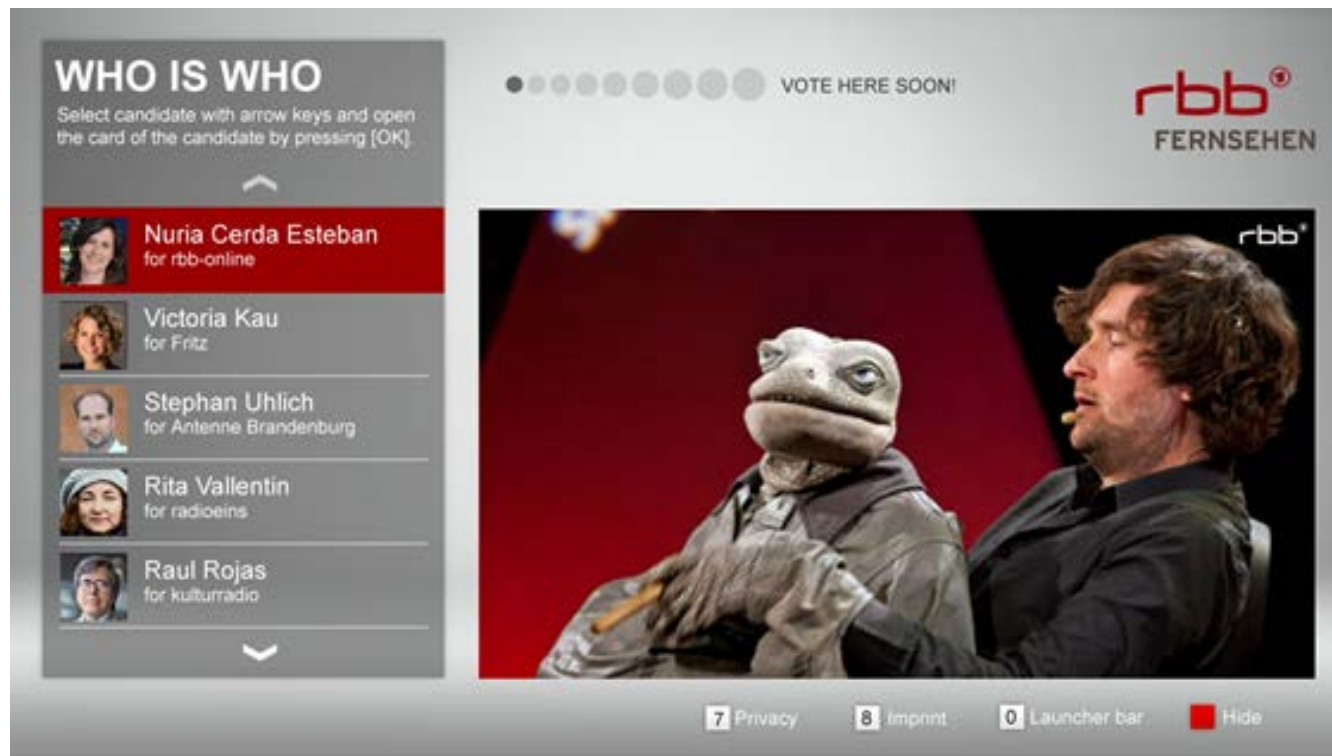 WHO IS WHO
Select candidate with arrow keys and open
the card of the candidate by pressing [OK].
Nuria Cerda Esteban
for rbb-online
Victoria Kau
for Fritz
Stephan Uhlich
for Antenne Brandenburg
Rita Vallentin
for radioeins
Raul Rojas
for kulturradio
VOTE HERE SOON!
rbb
FERNSEHEN
rbb
7 Privacy
8 Imprint
0 Launcher bar
Hide